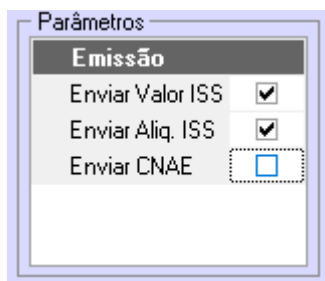 Parâmetros
Emissão
Enviar Valor ISS
Enviar Aliq. ISS
Enviar CNAE